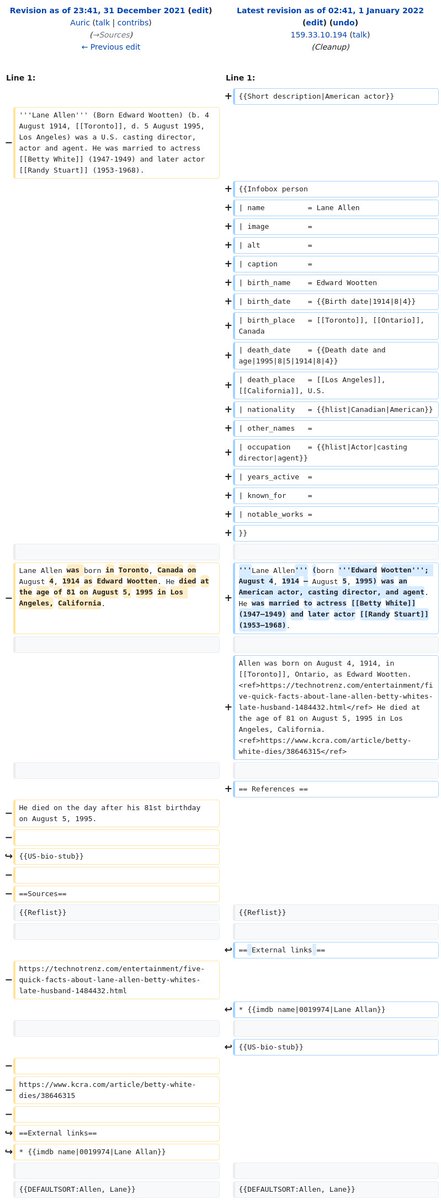 Revision as of 23:41, 31 December 2021 (edit)
Auric (talk | contribs)
(→Sources)
← Previous edit
Latest revision as of 02:41, 1 January 2022
(edit) (undo)
159.33.10.194 (talk)
(Cleanup)
Line 1:
Line 1:
+ {{Short description|American actor}}
− '''Lane Allen''' (Born Edward Wootten) (b. 4
August 1914, [[Toronto]], d. 5 August 1995,
Los Angeles) was a U.S. casting director,
actor and agent. He was married to actress
[[Betty White]] (1947-1949) and later actor
[[Randy Stuart]] (1953-1968).
+ {{Infobox person
+ | name = Lane Allen
+ | image =
+ | alt =
+ | caption =
+ | birth_name = Edward Wootten
+ | birth_date = {{Birth date|1914|8|4}}
+ | birth_place = [[Toronto]], [[Ontario]],
Canada
+ | death_date = {{Death date and
age|1995|8|5|1914|8|4}}
+ | death_place = [[Los Angeles]],
[[California]], U.S.
+ | nationality = {{hlist|Canadian|American}}
+ | other_names =
+ | occupation = {{hlist|Actor|casting
director|agent}}
+ | years_active =
+ | known_for =
+ | notable_works =
+ }}
− Lane Allen was born in Toronto, Canada on
August 4, 1914 as Edward Wootten. He died at
the age of 81 on August 5, 1995 in Los
Angeles, California.
+ '''Lane Allen''' (born '''Edward Wootten''';
August 4, 1914 – August 5, 1995) was an
American actor, casting director, and agent.
He was married to actress [[Betty White]]
(1947–1949) and later actor [[Randy Stuart]]
(1953–1968).
+ Allen was born on August 4, 1914, in
[[Toronto]], Ontario, as Edward Wootten.
<ref>https://technotrenz.com/entertainment/fi
ve-quick-facts-about-lane-allen-betty-whites-
late-husband-1484432.html</ref> He died at
the age of 81 on August 5, 1995 in Los
Angeles, California.
<ref>https://www.kcra.com/article/betty-
white-dies/38646315</ref>
+ == References ==
− He died on the day after his 81st birthday
on August 5, 1995.
−
↪ {{US-bio-stub}}
−
− ==Sources==
{{Reflist}}
{{Reflist}}
↩ == External links ==
− https://technotrenz.com/entertainment/five-
quick-facts-about-lane-allen-betty-whites-
late-husband-1484432.html
↩ * {{imdb name|0019974|Lane Allan}}
↩ {{US-bio-stub}}
−
− https://www.kcra.com/article/betty-white-
dies/38646315
−
↪ ==External links==
↪ * {{imdb name|0019974|Lane Allan}}
{{DEFAULTSORT:Allen, Lane}}
{{DEFAULTSORT:Allen, Lane}}